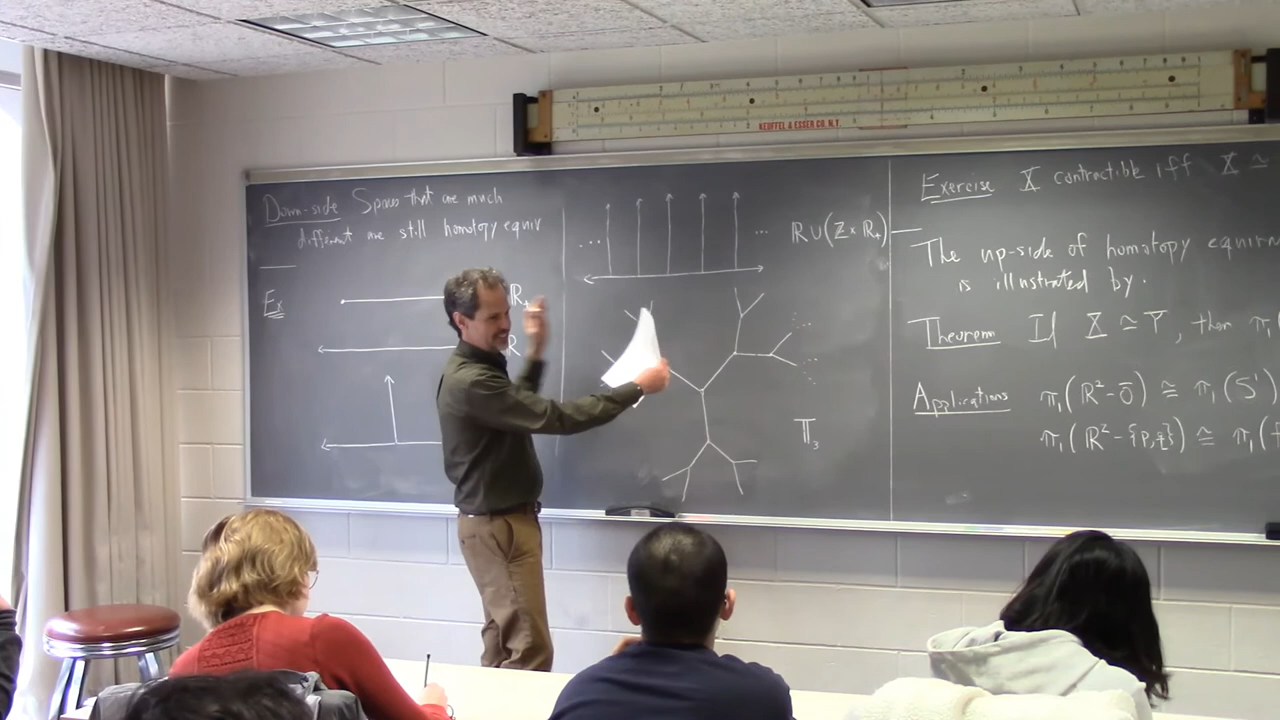 KEUFFEL & ESSER CO. N.Y.
Down-side Spaces that are much
different are still homotopy equiv
Ex
ℝ₊
ℝ
... ...
ℝ∪(ℤ×ℝ₊)
𝕋₃
Exercise X contractible iff X ≅
The up-side of homotopy
is illustrated by.
Theorem If X ≅ Y, then π₁
Applications π₁(ℝ²-0̄) ≅ π₁(S¹)
π₁(ℝ²-{p,q}) ≅ π₁(